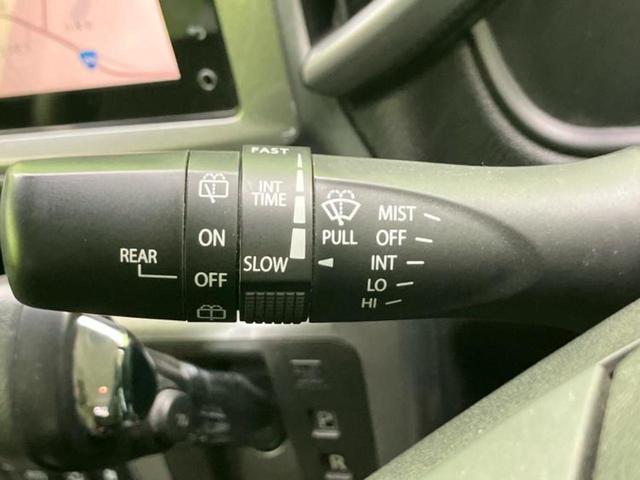 FAST
INT
TIME
SLOW
ON
OFF
REAR
PULL
MIST
OFF
INT
LO
HI
P
R